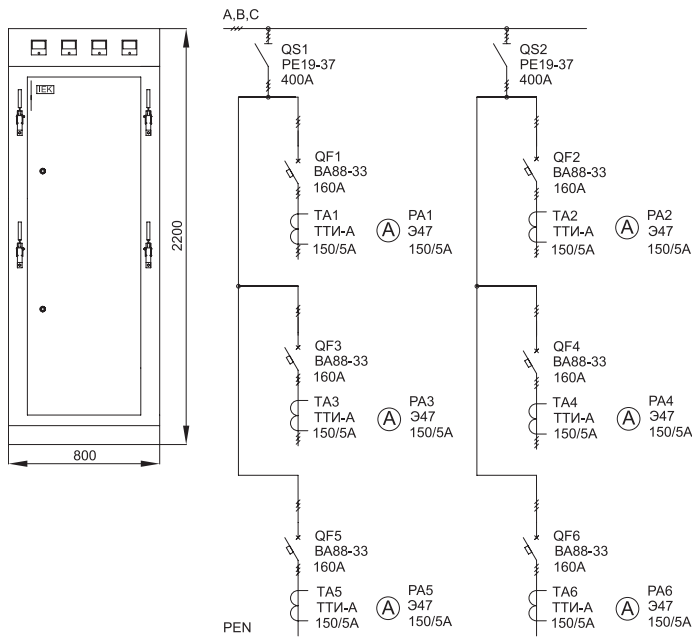 A,B,C
QS1
РЕ19-37
400А
QS2
РЕ19-37
400А
IEK
2200
800
QF1
ВА88-33
160А
TA1
ТТИ-А
150/5А
A
PA1
Э47
150/5А
QF2
ВА88-33
160А
TA2
ТТИ-А
150/5А
A
PA2
Э47
150/5А
QF3
ВА88-33
160А
TA3
ТТИ-А
150/5А
A
PA3
Э47
150/5А
QF4
ВА88-33
160А
TA4
ТТИ-А
150/5А
A
PA4
Э47
150/5А
QF5
ВА88-33
160А
TA5
ТТИ-А
150/5А
A
PA5
Э47
150/5А
QF6
ВА88-33
160А
TA6
ТТИ-А
150/5А
A
PA6
Э47
150/5А
PEN